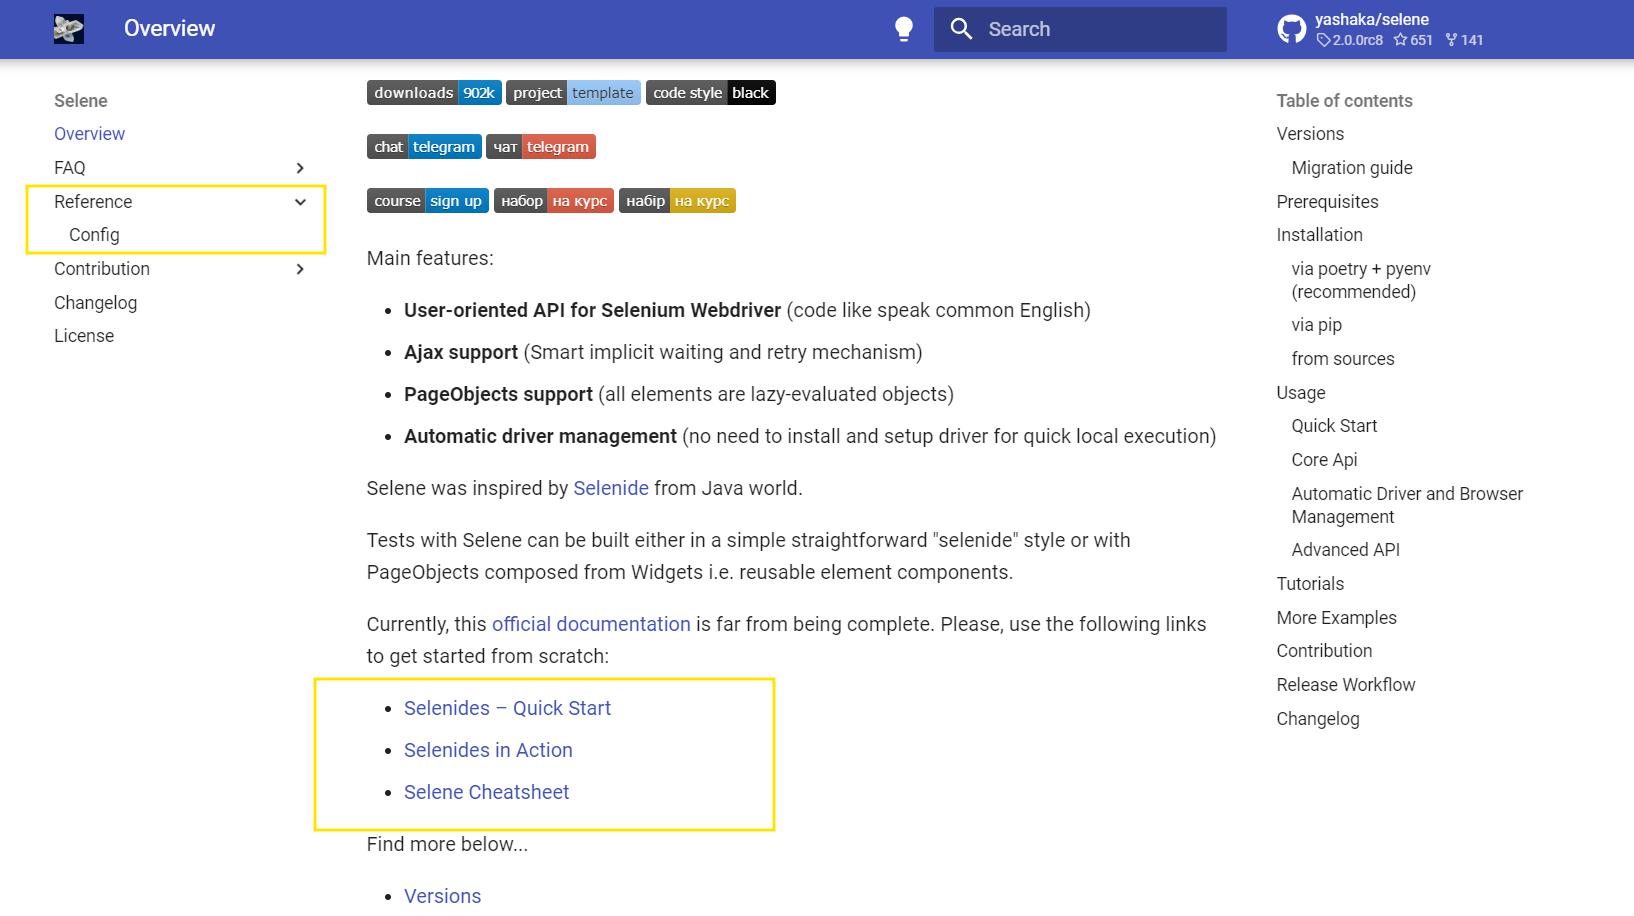 Overview
Search
yashaka/selene
2.0.0rc8 651 141
Selene
Overview
FAQ
Reference
Config
Contribution
Changelog
License
downloads 902k project template code style black
chat telegram чат telegram
course sign up набор на курс набір на курс
Main features:
• User-oriented API for Selenium Webdriver (code like speak common English)
• Ajax support (Smart implicit waiting and retry mechanism)
• PageObjects support (all elements are lazy-evaluated objects)
• Automatic driver management (no need to install and setup driver for quick local execution)
Selene was inspired by Selenide from Java world.
Tests with Selene can be built either in a simple straightforward "selenide" style or with
PageObjects composed from Widgets i.e. reusable element components.
Currently, this official documentation is far from being complete. Please, use the following links
to get started from scratch:
• Selenides – Quick Start
• Selenides in Action
• Selene Cheatsheet
Find more below...
• Versions
Table of contents
Versions
Migration guide
Prerequisites
Installation
via poetry + pyenv
(recommended)
via pip
from sources
Usage
Quick Start
Core Api
Automatic Driver and Browser
Management
Advanced API
Tutorials
More Examples
Contribution
Release Workflow
Changelog